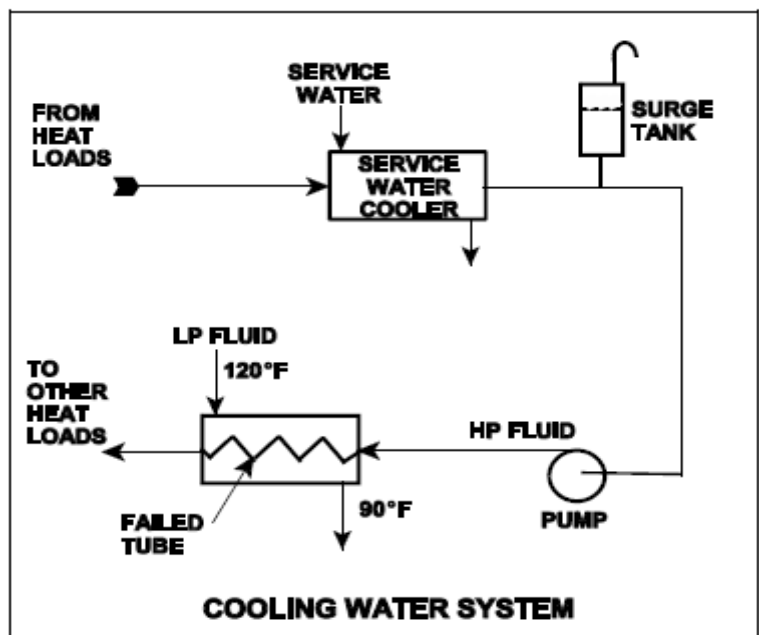 SERVICE
WATER
FROM
HEAT
LOADS
SURGE
TANK
SERVICE
WATER
COOLER
LP FLUID
120°F
TO
OTHER
HEAT
LOADS
HP FLUID
90°F
FAILED
TUBE
PUMP
COOLING WATER SYSTEM